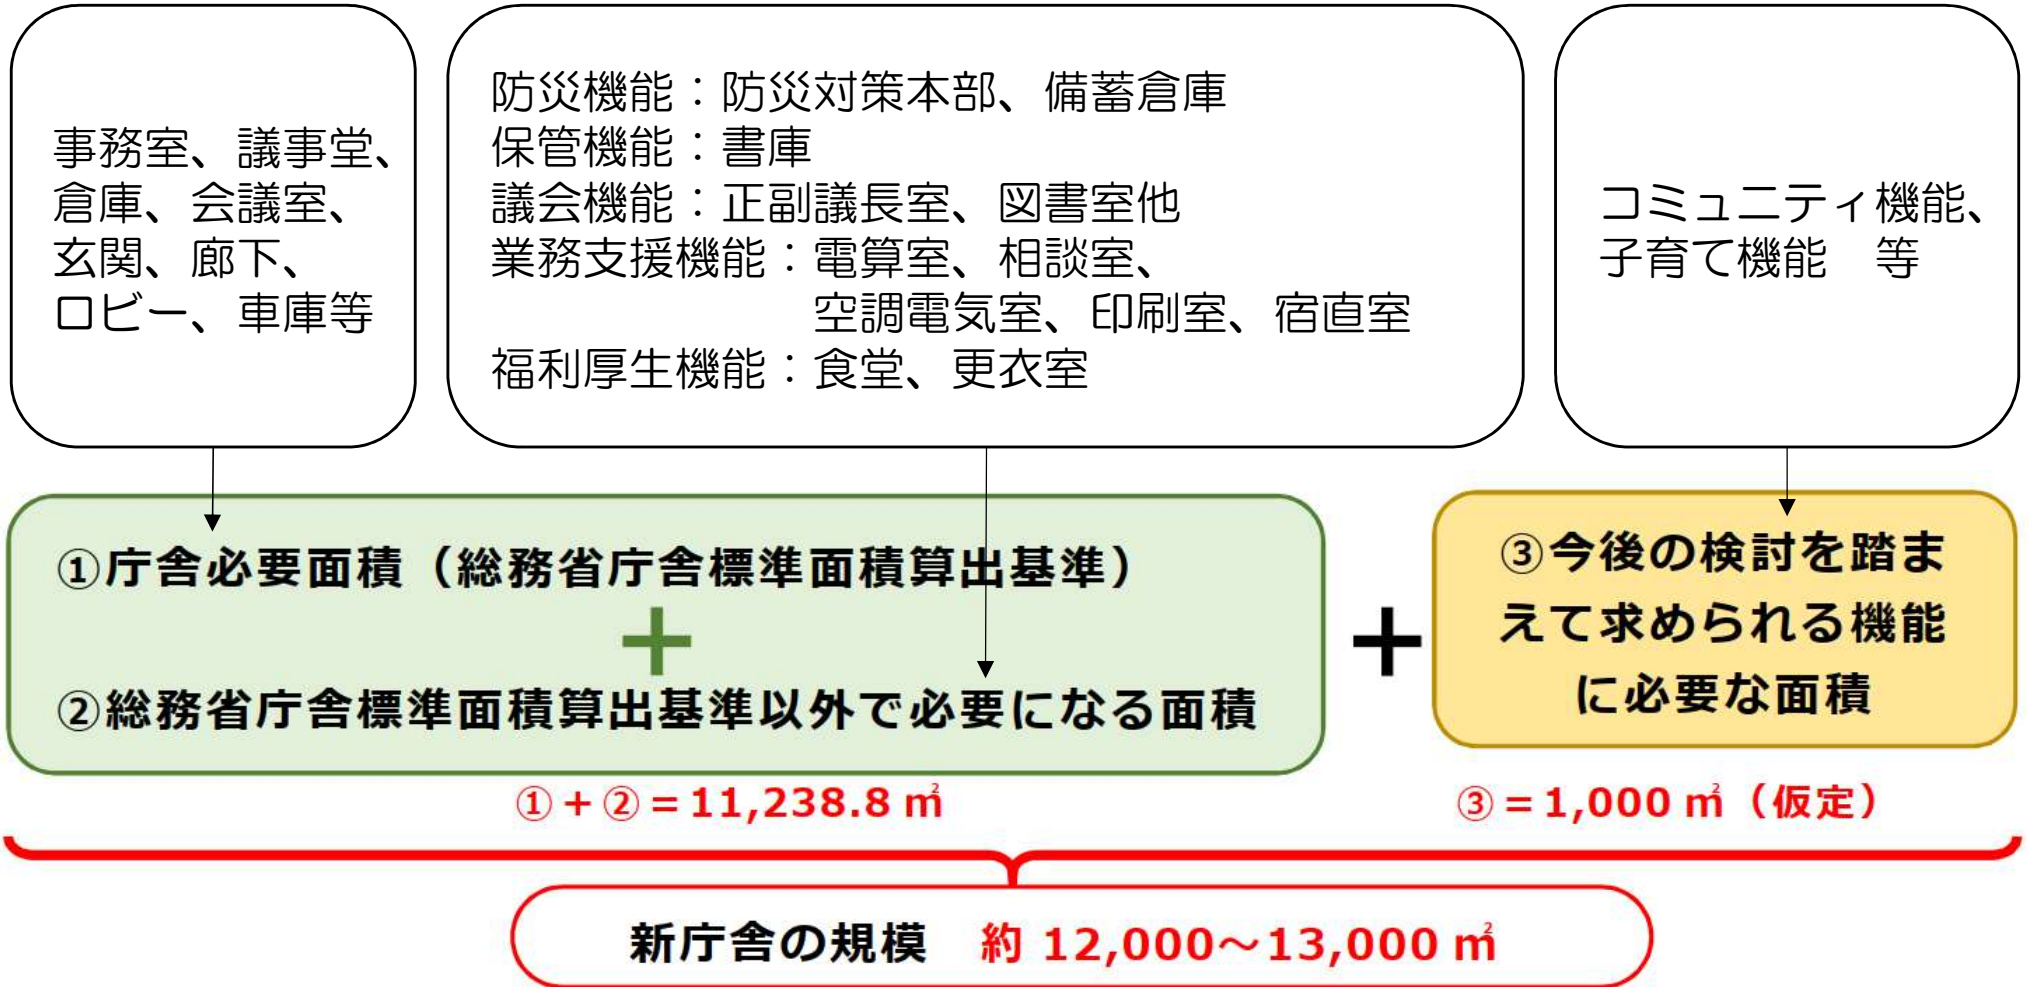 事務室、議事堂、
倉庫、会議室、
玄関、廊下、
ロビー、車庫等
防災機能：防災対策本部、備蓄倉庫
保管機能：書庫
議会機能：正副議長室、図書室他
業務支援機能：電算室、相談室、
空調電気室、印刷室、宿直室
福利厚生機能：食堂、更衣室
コミュニティ機能、
子育て機能　等
①庁舎必要面積（総務省庁舎標準面積算出基準）
＋
②総務省庁舎標準面積算出基準以外で必要になる面積
＋
③今後の検討を踏ま
えて求められる機能
に必要な面積
①＋②＝11,238.8 ㎡
③＝1,000 ㎡（仮定）
新庁舎の規模　約 12,000～13,000 ㎡